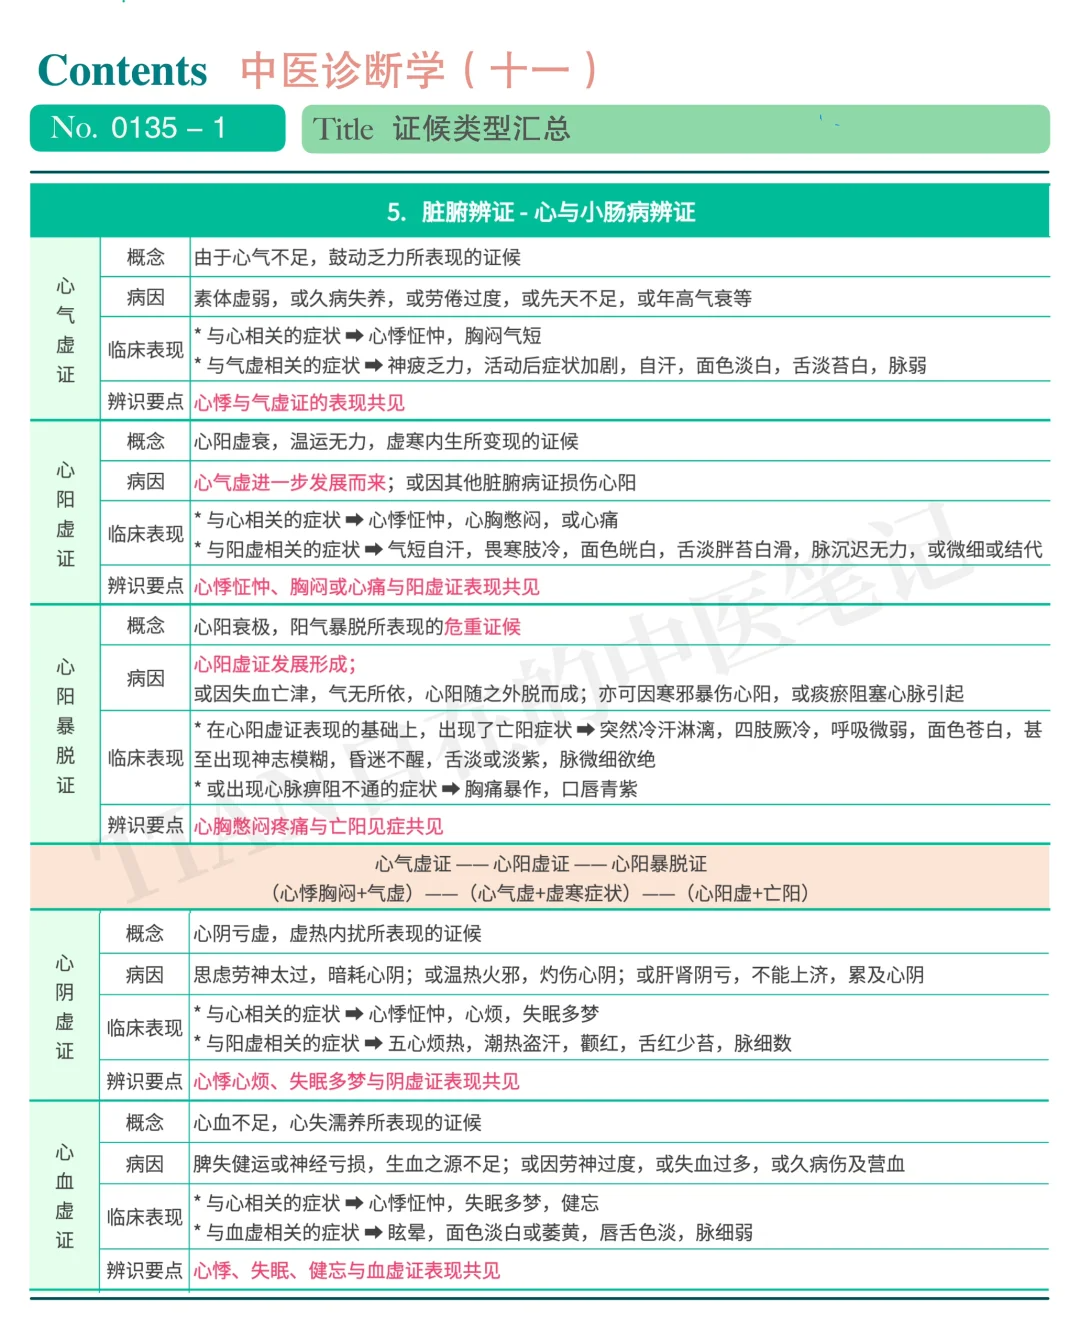 Contents 中医诊断学（十一）
No. 0135 – 1
Title 证候类型汇总
5. 脏腑辨证 - 心与小肠病辨证
心气虚证
概念 由于心气不足，鼓动乏力所表现的证候
病因 素体虚弱，或久病失养，或劳倦过度，或先天不足，或年高气衰等
临床表现
* 与心相关的症状 ➡ 心悸怔忡，胸闷气短
* 与气虚相关的症状 ➡ 神疲乏力，活动后症状加剧，自汗，面色淡白，舌淡苔白，脉弱
辨识要点 心悸与气虚证的表现共见
心阳虚证
概念 心阳虚衰，温运无力，虚寒内生所变现的证候
病因 心气虚进一步发展而来；或因其他脏腑病证损伤心阳
临床表现
* 与心相关的症状 ➡ 心悸怔忡，心胸憋闷，或心痛
* 与阳虚相关的症状 ➡ 气短自汗，畏寒肢冷，面色㿠白，舌淡胖苔白滑，脉沉迟无力，或微细或结代
辨识要点 心悸怔忡、胸闷或心痛与阳虚证表现共见
心阳暴脱证
概念 心阳衰极，阳气暴脱所表现的危重证候
病因
心阳虚证发展形成；
或因失血亡津，气无所依，心阳随之外脱而成；亦可因寒邪暴伤心阳，或痰瘀阻塞心脉引起
临床表现
* 在心阳虚证表现的基础上，出现了亡阳症状 ➡ 突然冷汗淋漓，四肢厥冷，呼吸微弱，面色苍白，甚
至出现神志模糊，昏迷不醒，舌淡或淡紫，脉微细欲绝
* 或出现心脉痹阻不通的症状 ➡ 胸痛暴作，口唇青紫
辨识要点 心胸憋闷疼痛与亡阳见症共见
心气虚证 —— 心阳虚证 —— 心阳暴脱证
（心悸胸闷+气虚）——（心气虚+虚寒症状）——（心阳虚+亡阳）
心阴虚证
概念 心阴亏虚，虚热内扰所表现的证候
病因 思虑劳神太过，暗耗心阴；或温热火邪，灼伤心阴；或肝肾阴亏，不能上济，累及心阴
临床表现
* 与心相关的症状 ➡ 心悸怔忡，心烦，失眠多梦
* 与阳虚相关的症状 ➡ 五心烦热，潮热盗汗，颧红，舌红少苔，脉细数
辨识要点 心悸心烦、失眠多梦与阴虚证表现共见
心血虚证
概念 心血不足，心失濡养所表现的证候
病因 脾失健运或神经亏损，生血之源不足；或因劳神过度，或失血过多，或久病伤及营血
临床表现
* 与心相关的症状 ➡ 心悸怔忡，失眠多梦，健忘
* 与血虚相关的症状 ➡ 眩晕，面色淡白或萎黄，唇舌色淡，脉细弱
辨识要点 心悸、失眠、健忘与血虚证表现共见